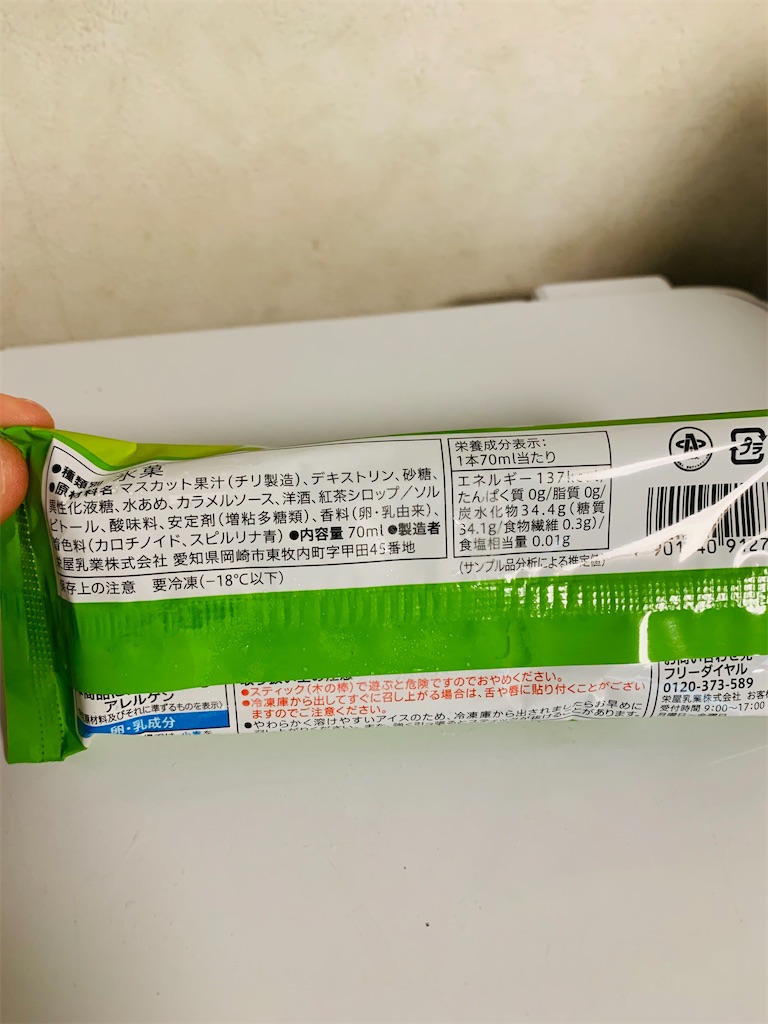 ●種類別 氷菓
●原材料名 マスカット果汁(チリ製造)、デキストリン、砂糖、
異性化液糖、水あめ、カラメルソース、洋酒、紅茶シロップ/ソル
ビトール、酸味料、安定剤(増粘多糖類)、香料(卵・乳由来)、
着色料(カロチノイド、スピルリナ青) ●内容量 70ml ●製造者
栄屋乳業株式会社 愛知県岡崎市東牧内町字甲田45番地
保存上の注意 要冷凍(−18℃以下)
栄養成分表示:
1本70ml当たり
エネルギー 137kcal/
たんぱく質 0g/脂質 0g/
炭水化物 34.4g(糖質
34.1g/食物繊維 0.3g)/
食塩相当量 0.01g
(サンプル品分析による推定値)
アレルゲン
卵・乳成分
●スティック(木の棒)で遊ぶと危険ですのでおやめください。
●冷凍庫から出してすぐに召し上がる場合は、舌や唇に貼り付くことがござい
ますのでご注意ください。
●やわらかく溶けやすいアイスのため、冷凍庫から出されましたらお早めに
お問い合わせ先
フリーダイヤル
0120-373-589
栄屋乳業株式会社 お客様
受付時間 9:00〜17:00